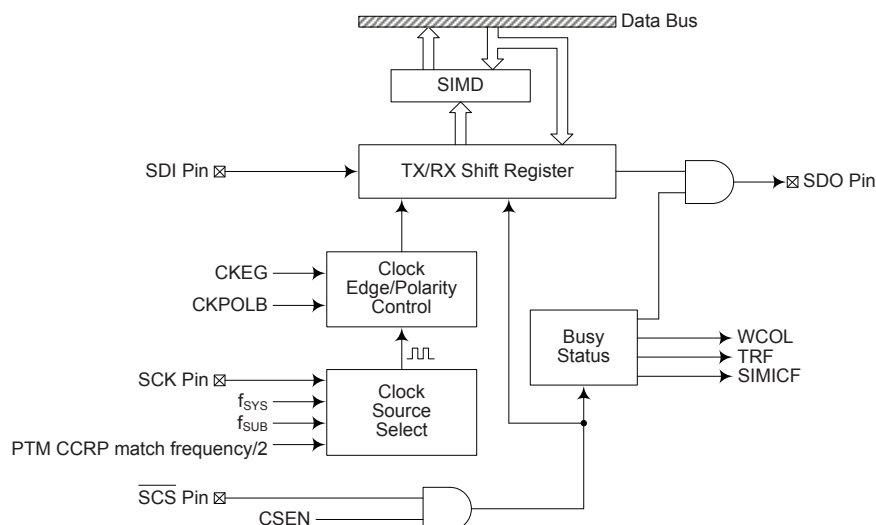 Data Bus
SIMD
SDI Pin
TX/RX Shift Register
SDO Pin
CKEG
CKPOLB
Clock
Edge/Polarity
Control
Busy
Status
WCOL
TRF
SIMICF
SCK Pin
fSYS
fSUB
PTM CCRP match frequency/2
Clock
Source
Select
SCS Pin
CSEN